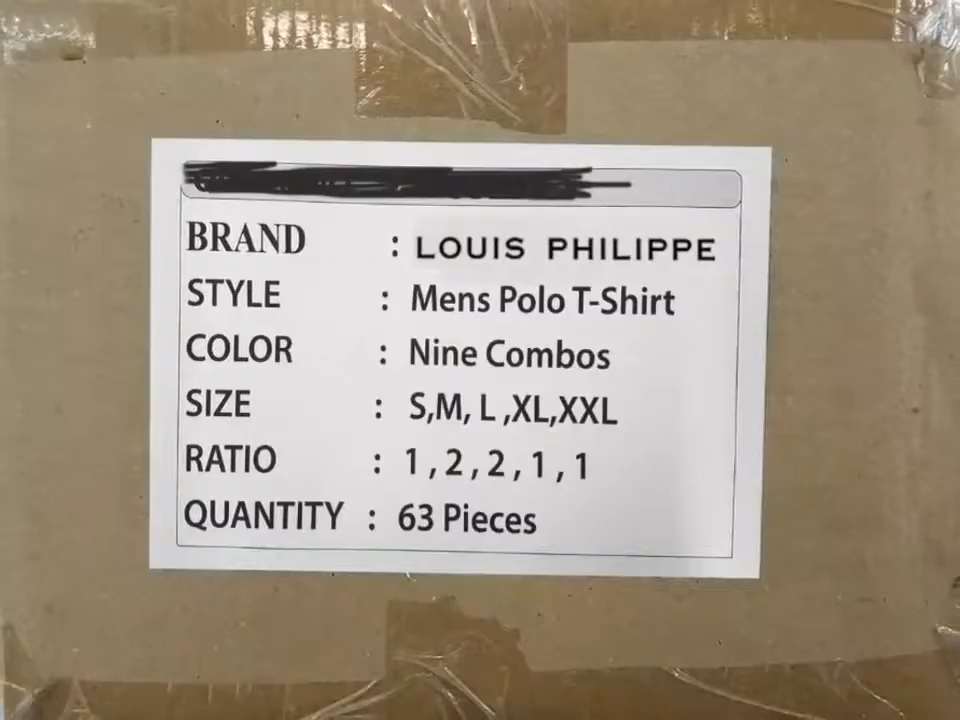 BRAND : LOUIS PHILIPPE
STYLE : Mens Polo T-Shirt
COLOR : Nine Combos
SIZE : S,M, L ,XL,XXL
RATIO : 1 , 2 , 2 , 1 , 1
QUANTITY : 63 Pieces